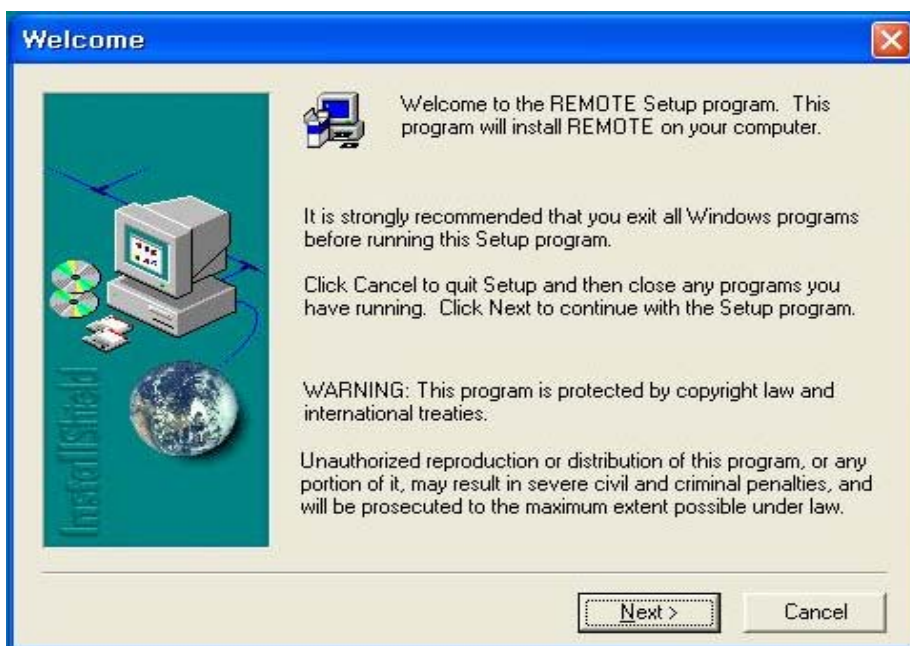 Welcome
Welcome to the REMOTE Setup program. This
program will install REMOTE on your computer.
It is strongly recommended that you exit all Windows programs
before running this Setup program.
Click Cancel to quit Setup and then close any programs you
have running. Click Next to continue with the Setup program.
WARNING: This program is protected by copyright law and
international treaties.
Unauthorized reproduction or distribution of this program, or any
portion of it, may result in severe civil and criminal penalties, and
will be prosecuted to the maximum extent possible under law.
InstallShield
Next >
Cancel